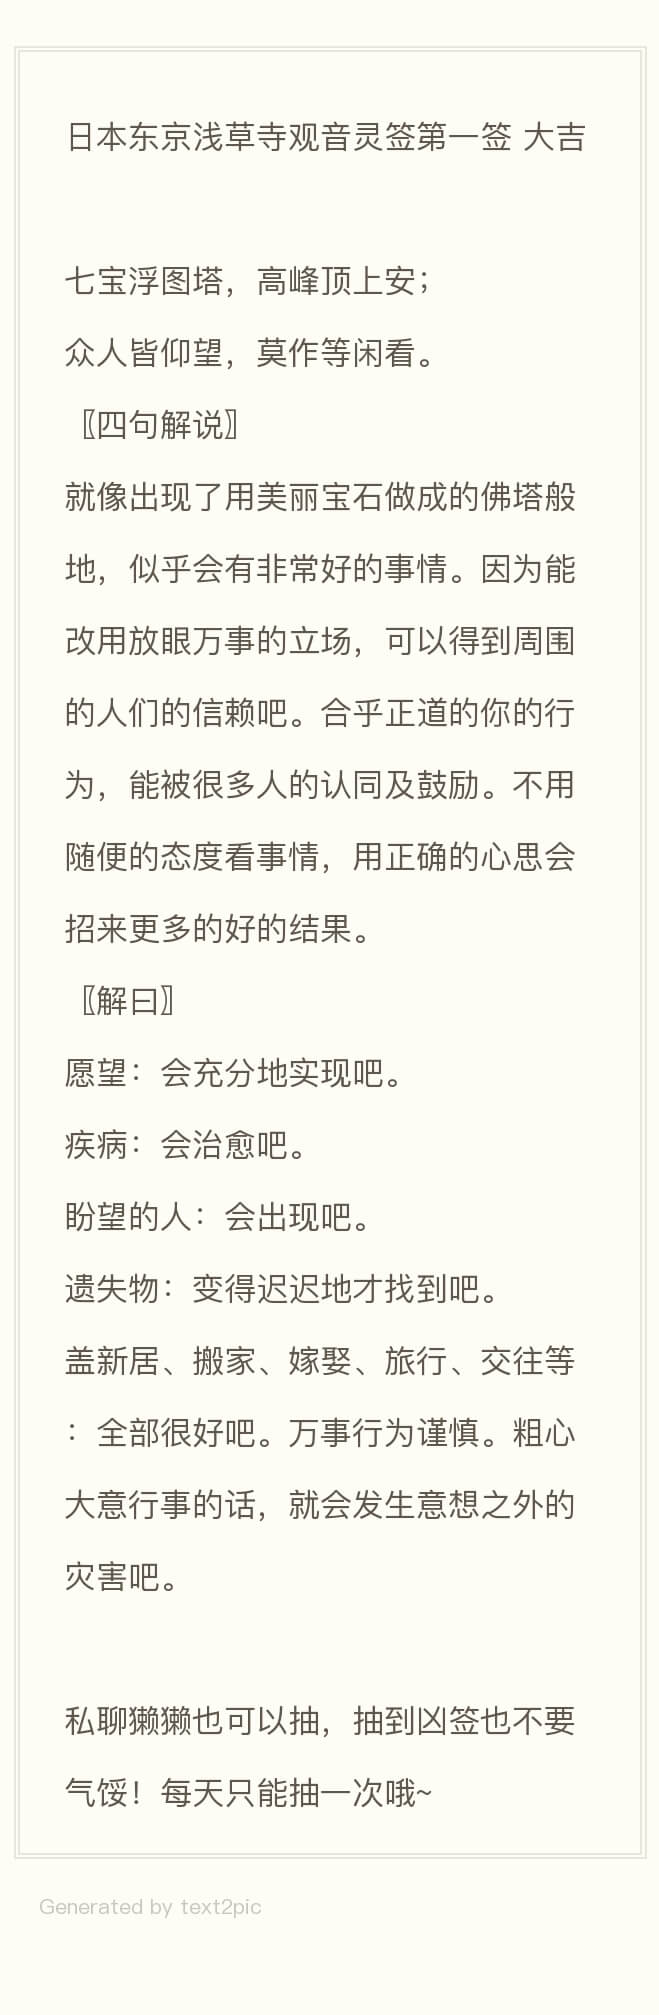 日本东京浅草寺观音灵签第一签 大吉
七宝浮图塔，高峰顶上安；
众人皆仰望，莫作等闲看。
〖四句解说〗
就像出现了用美丽宝石做成的佛塔般
地，似乎会有非常好的事情。因为能
改用放眼万事的立场，可以得到周围
的人们的信赖吧。合乎正道的你的行
为，能被很多人的认同及鼓励。不用
随便的态度看事情，用正确的心思会
招来更多的好的结果。
〖解曰〗
愿望：会充分地实现吧。
疾病：会治愈吧。
盼望的人：会出现吧。
遗失物：变得迟迟地才找到吧。
盖新居、搬家、嫁娶、旅行、交往等
：全部很好吧。万事行为谨慎。粗心
大意行事的话，就会发生意想之外的
灾害吧。
私聊獭獭也可以抽，抽到凶签也不要
气馁！每天只能抽一次哦~
Generated by text2pic